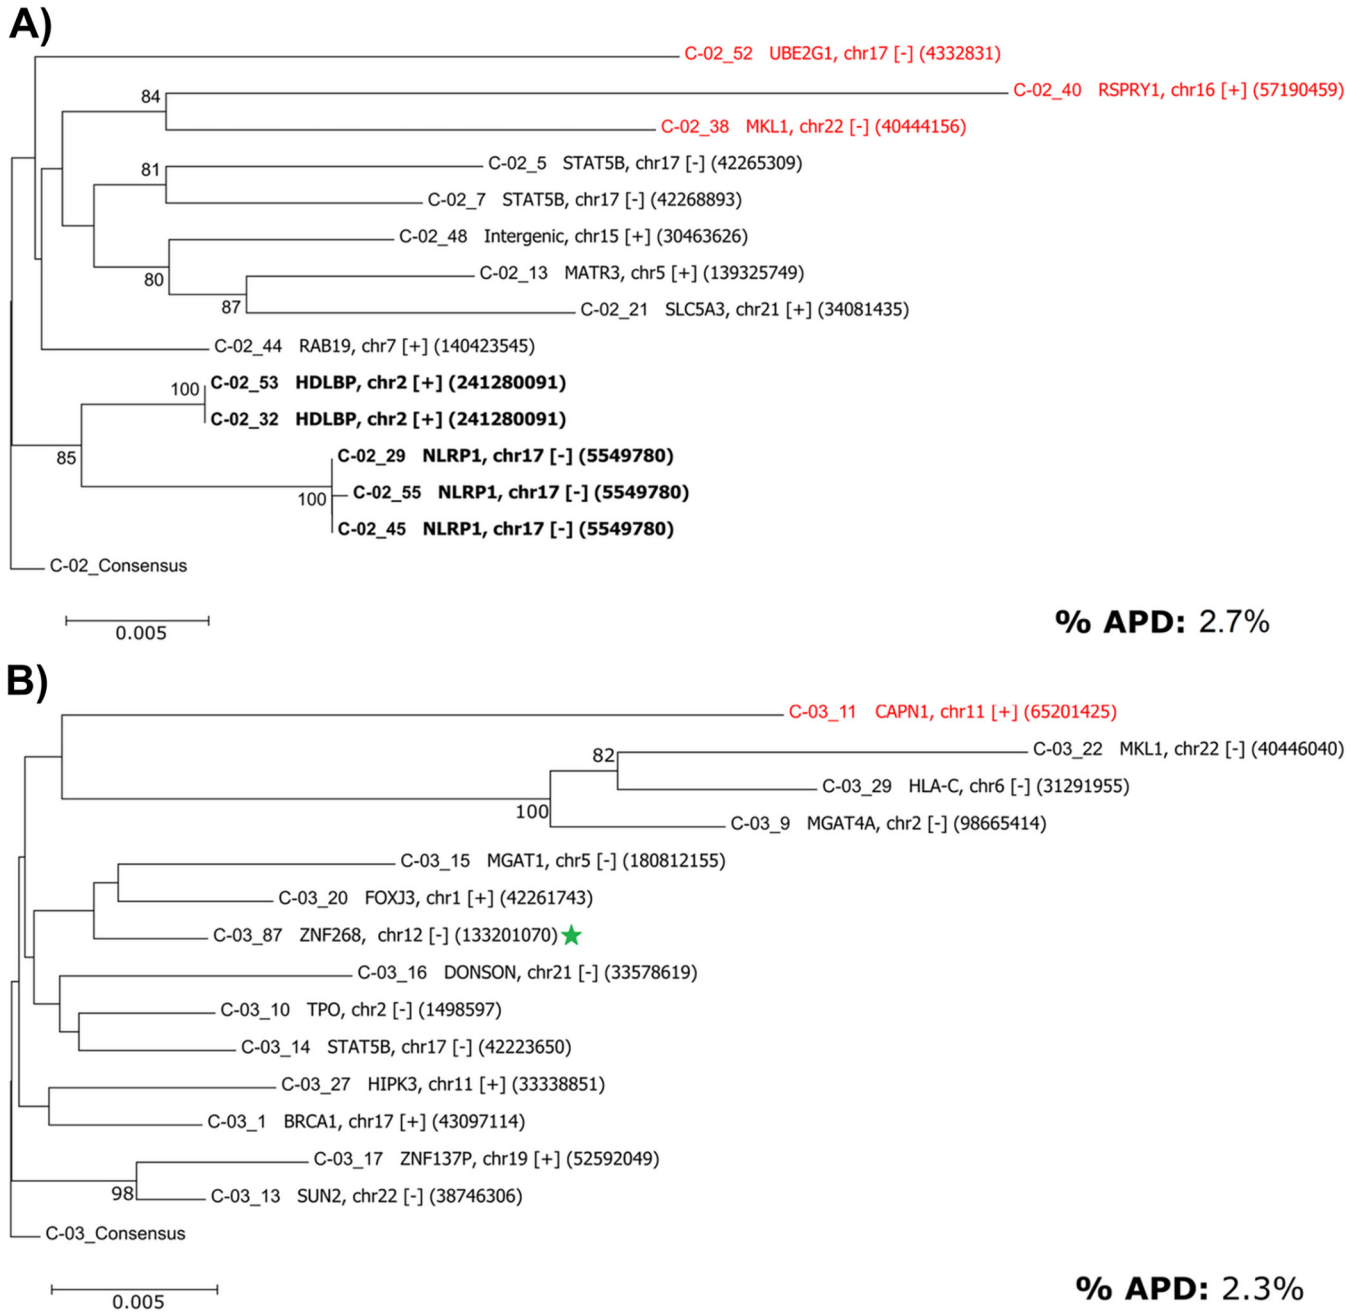 A)
C-02_52 UBE2G1, chr17 [-] (4332831)
84
C-02_40 RSPRY1, chr16 [+] (57190459)
C-02_38 MKL1, chr22 [-] (40444156)
81
C-02_5 STAT5B, chr17 [-] (42265309)
C-02_7 STAT5B, chr17 [-] (42268893)
C-02_48 Intergenic, chr15 [+] (30463626)
80
C-02_13 MATR3, chr5 [+] (139325749)
87
C-02_21 SLC5A3, chr21 [+] (34081435)
C-02_44 RAB19, chr7 [+] (140423545)
100
C-02_53 HDLBP, chr2 [+] (241280091)
C-02_32 HDLBP, chr2 [+] (241280091)
85
C-02_29 NLRP1, chr17 [-] (5549780)
100
C-02_55 NLRP1, chr17 [-] (5549780)
C-02_45 NLRP1, chr17 [-] (5549780)
C-02_Consensus
0.005
% APD: 2.7%
B)
C-03_11 CAPN1, chr11 [+] (65201425)
82
C-03_22 MKL1, chr22 [-] (40446040)
C-03_29 HLA-C, chr6 [-] (31291955)
100
C-03_9 MGAT4A, chr2 [-] (98665414)
C-03_15 MGAT1, chr5 [-] (180812155)
C-03_20 FOXJ3, chr1 [+] (42261743)
C-03_87 ZNF268, chr12 [-] (133201070)
C-03_16 DONSON, chr21 [-] (33578619)
C-03_10 TPO, chr2 [-] (1498597)
C-03_14 STAT5B, chr17 [-] (42223650)
C-03_27 HIPK3, chr11 [+] (33338851)
C-03_1 BRCA1, chr17 [+] (43097114)
C-03_17 ZNF137P, chr19 [+] (52592049)
98
C-03_13 SUN2, chr22 [-] (38746306)
C-03_Consensus
0.005
% APD: 2.3%